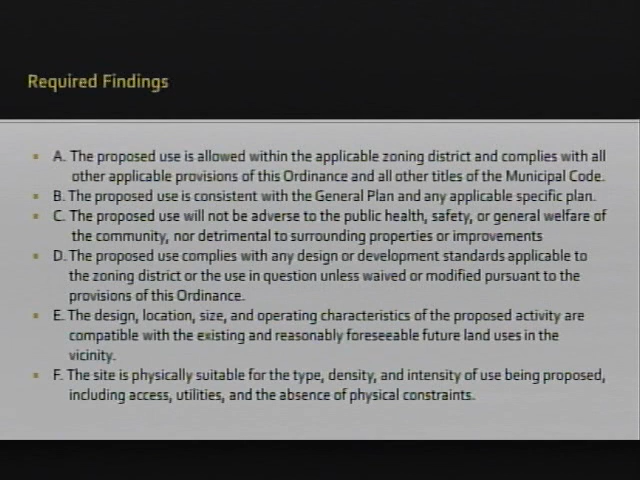 Required Findings
A. The proposed use is allowed within the applicable zoning district and complies with all
other applicable provisions of this Ordinance and all other titles of the Municipal Code.
B. The proposed use is consistent with the General Plan and any applicable specific plan.
C. The proposed use will not be adverse to the public health, safety, or general welfare of
the community, nor detrimental to surrounding properties or improvements
D. The proposed use complies with any design or development standards applicable to
the zoning district or the use in question unless waived or modified pursuant to the
provisions of this Ordinance.
E. The design, location, size, and operating characteristics of the proposed activity are
compatible with the existing and reasonably foreseeable future land uses in the
vicinity.
F. The site is physically suitable for the type, density, and intensity of use being proposed,
including access, utilities, and the absence of physical constraints.